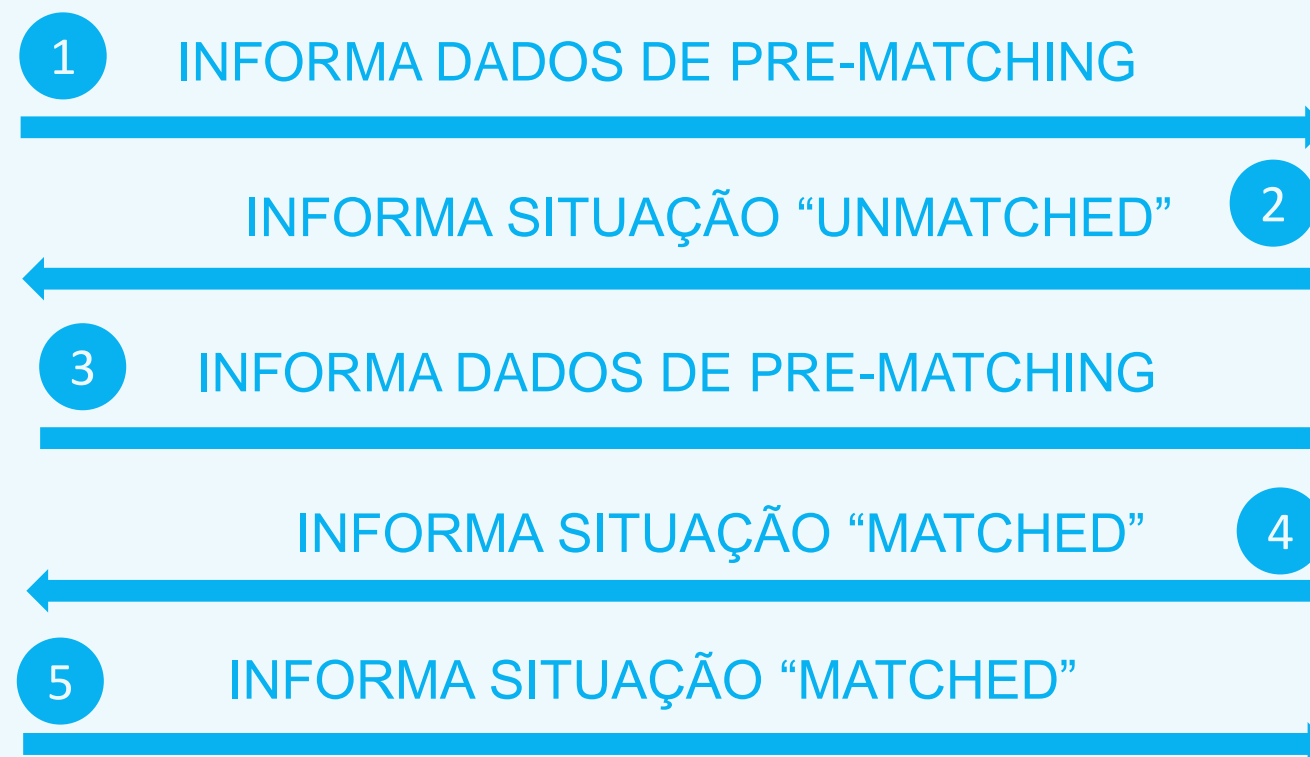 1 INFORMA DADOS DE PRE-MATCHING
INFORMA SITUAÇÃO “UNMATCHED” 2
3 INFORMA DADOS DE PRE-MATCHING
INFORMA SITUAÇÃO “MATCHED” 4
5 INFORMA SITUAÇÃO “MATCHED”